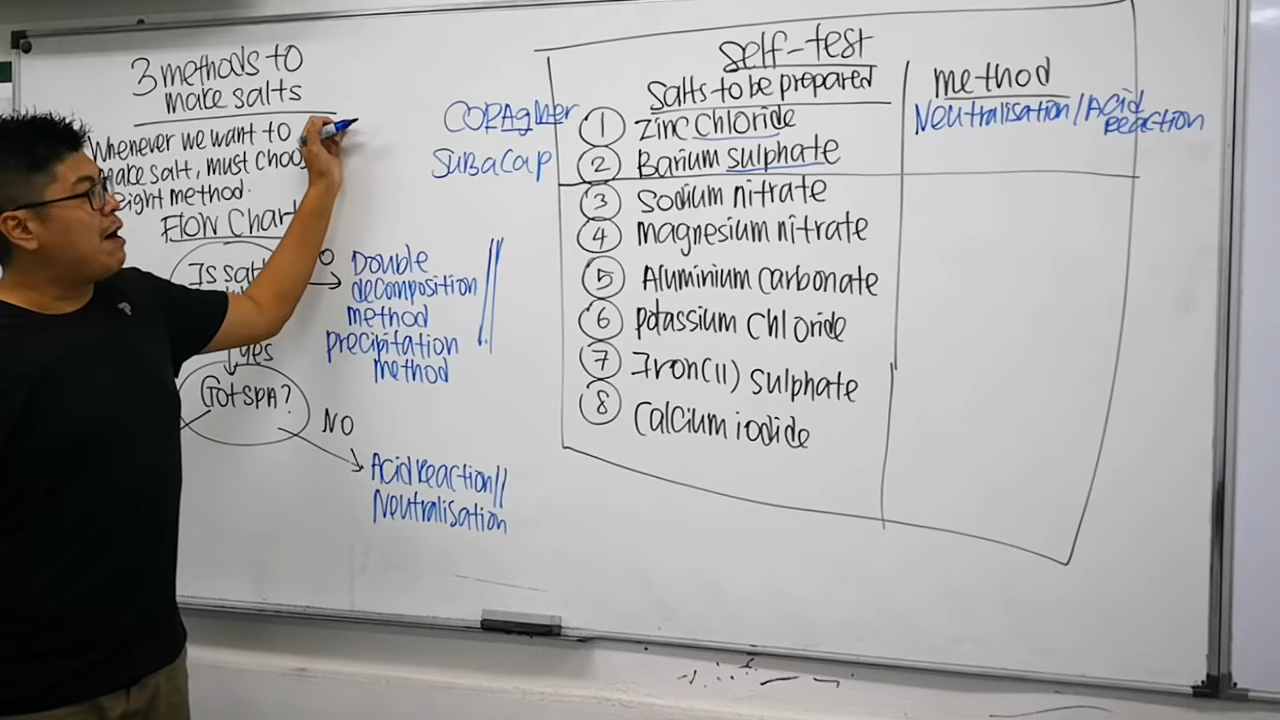 3 methods to
make salts
Whenever we want to
make salt, must choos
right method.
Flow Chart
Is salt
yes
Got SPA?
NO
Double
decomposition
method
precipitation
method
Acid Reaction//
Neutralisation
COPAgMer
SUBaCaP
Self-test
Salts to be prepared
method
1 Zinc Chloride
Neutralisation/Acid
Reaction
2 Barium sulphate
3 Sodium nitrate
4 Magnesium nitrate
5 Aluminium carbonate
6 potassium chloride
7 Iron(II) sulphate
8 Calcium iodide